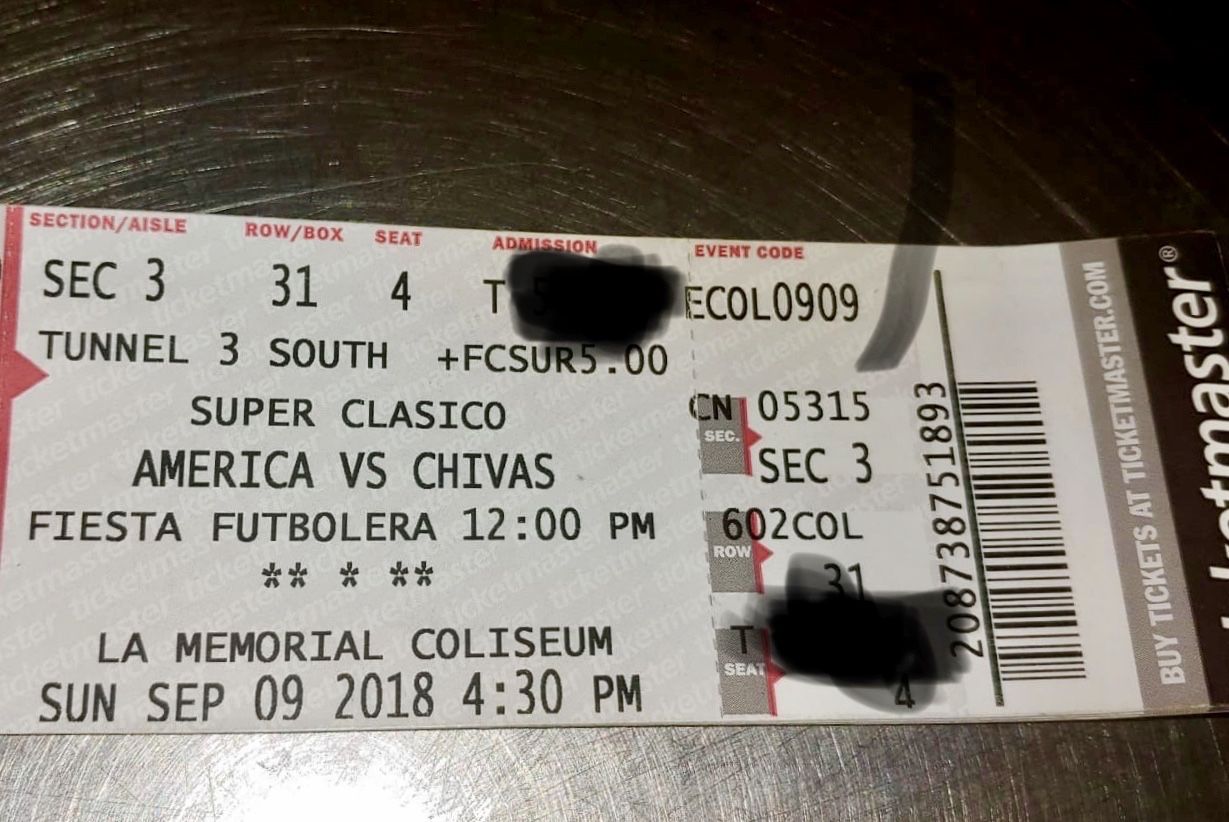 SECTION/AISLE ROW/BOX SEAT ADMISSION
SEC 3 31 4 T
TUNNEL 3 SOUTH +FCSUR5.00
SUPER CLASICO
AMERICA VS CHIVAS
FIESTA FUTBOLERA 12:00 PM
** * **
LA MEMORIAL COLISEUM
SUN SEP 09 2018 4:30 PM
EVENT CODE
ECOL0909
CN 05315
SEC.
SEC 3
602COL
ROW
31
T
SEAT
4
208738751893
BUY TICKETS AT TICKETMASTER.COM
ketmaster®